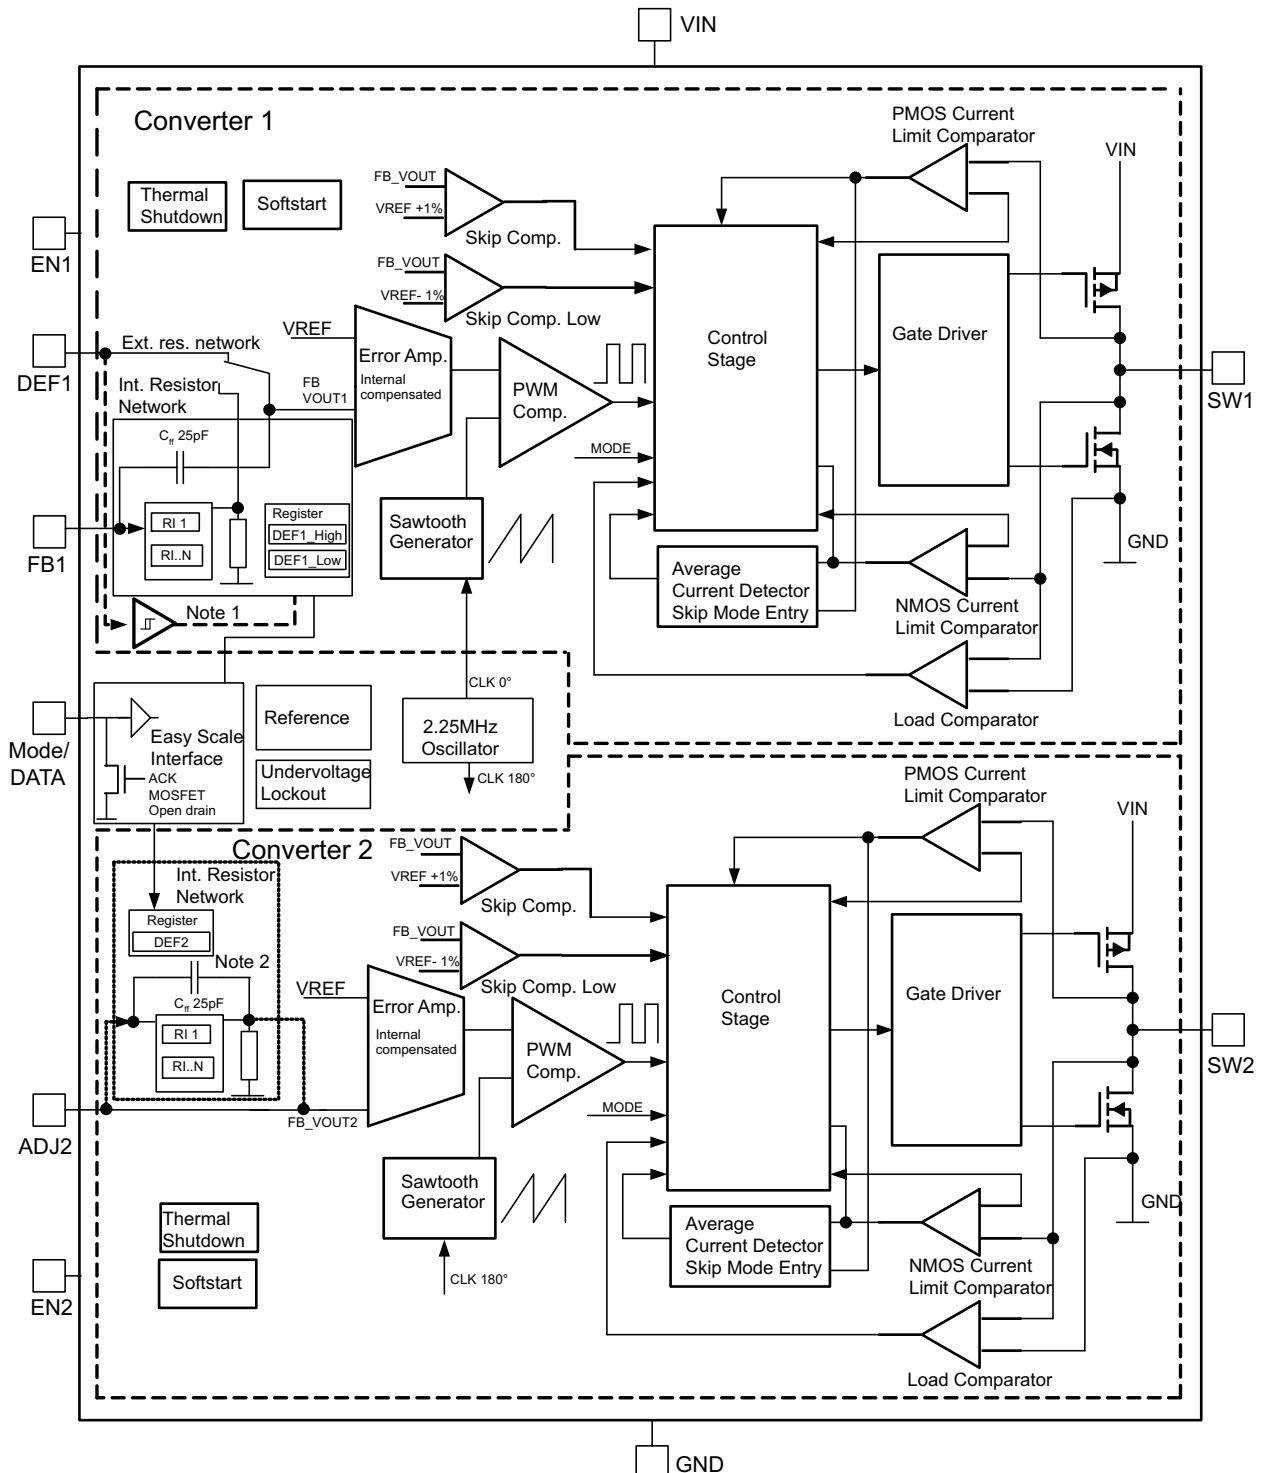 VIN
Converter 1
PMOS Current
Limit Comparator
VIN
Thermal
Shutdown
Softstart
FB_VOUT
VREF +1%
Skip Comp.
EN1
FB_VOUT
VREF- 1%
Skip Comp. Low
Control
Stage
Gate Driver
VREF
Error Amp.
Internal
compensated
DEF1
Ext. res. network
Int. Resistor
Network
FB
VOUT1
PWM
Comp.
SW1
Cff 25pF
MODE
FB1
RI 1
RI..N
Register
DEF1_High
DEF1_Low
Sawtooth
Generator
GND
Average
Current Detector
Skip Mode Entry
NMOS Current
Limit Comparator
Note 1
Load Comparator
CLK 0°
Mode/
DATA
Easy Scale
Interface
ACK
MOSFET
Open drain
Reference
Undervoltage
Lockout
2.25MHz
Oscillator
CLK 180°
PMOS Current
Limit Comparator
VIN
Converter 2
FB_VOUT
VREF +1%
Skip Comp.
Int. Resistor
Network
Register
DEF2
Note 2
Cff 25pF
RI 1
RI..N
FB_VOUT
VREF- 1%
Skip Comp. Low
VREF
Error Amp.
Internal
compensated
Control
Stage
Gate Driver
PWM
Comp.
SW2
ADJ2
FB_VOUT2
MODE
Sawtooth
Generator
GND
Thermal
Shutdown
Softstart
CLK 180°
Average
Current Detector
Skip Mode Entry
NMOS Current
Limit Comparator
EN2
Load Comparator
GND